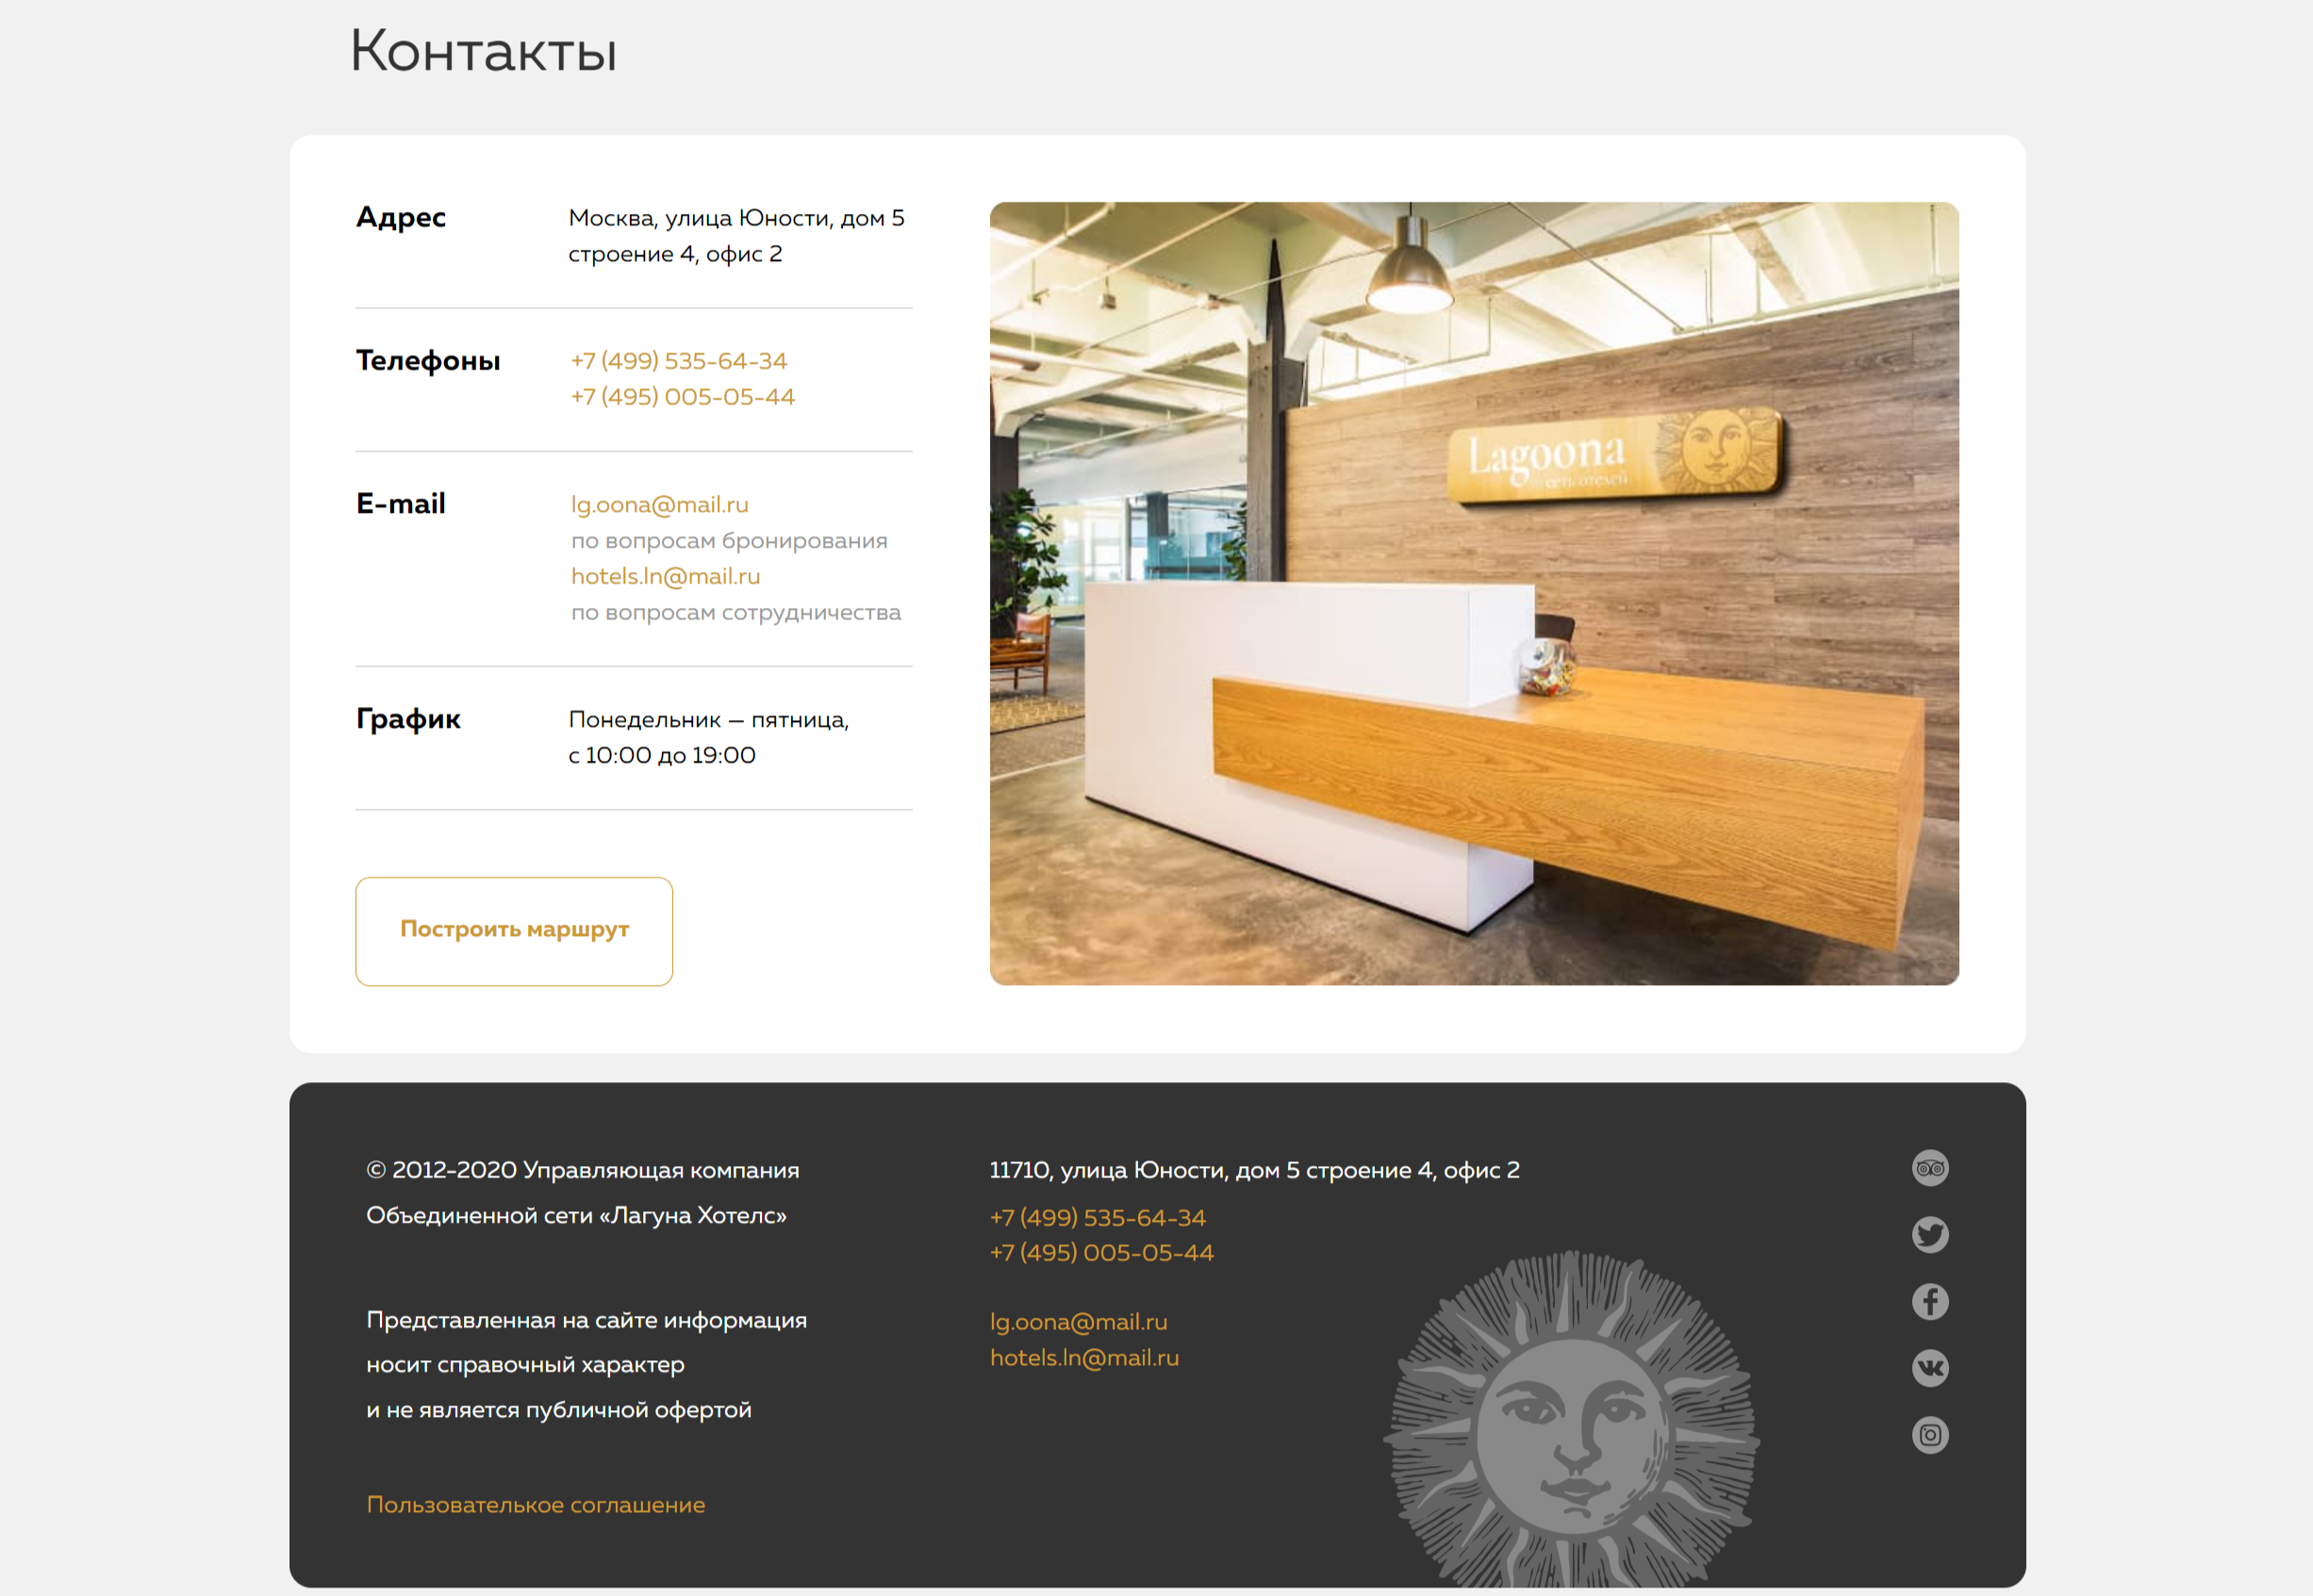 Контакты
Адрес
Москва, улица Юности, дом 5
строение 4, офис 2
Телефоны
+7 (499) 535-64-34
+7 (495) 005-05-44
E-mail
lg.oona@mail.ru
по вопросам бронирования
hotels.ln@mail.ru
по вопросам сотрудничества
График
Понедельник – пятница,
с 10:00 до 19:00
Построить маршрут
Lagoona
сеть отелей
© 2012-2020 Управляющая компания
Объединенной сети «Лагуна Хотелс»
Представленная на сайте информация
носит справочный характер
и не является публичной офертой
Пользователькое соглашение
11710, улица Юности, дом 5 строение 4, офис 2
+7 (499) 535-64-34
+7 (495) 005-05-44
lg.oona@mail.ru
hotels.ln@mail.ru